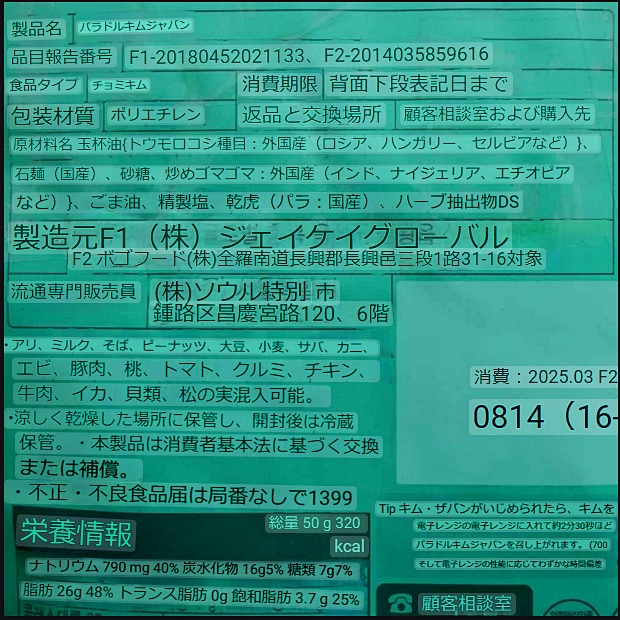 製品名 パラドルキムジャバン
品目報告番号 F1-20180452021133、F2-2014035859616
食品タイプ チョミキム 消費期限 背面下段表記日まで
包装材質 ポリエチレン 返品と交換場所 顧客相談室および購入先
原材料名 玉杯油{トウモロコシ種目：外国産（ロシア、ハンガリー、セルビアなど）}、
石麺（国産）、砂糖、炒めゴマゴマ：外国産（インド、ナイジェリア、エチオピア
など）}、ごま油、精製塩、乾虎（パラ：国産）、ハーブ抽出物DS
製造元F1（株）ジェイケイグローバル
F2 ボゴフード(株)全羅南道長興郡長興邑三段1路31-16対象
流通専門販売員 (株)ソウル特別 市
鍾路区昌慶宮路120、6階
・アリ、ミルク、そば、ピーナッツ、大豆、小麦、サバ、カニ、
エビ、豚肉、桃、トマト、クルミ、チキン、
牛肉、イカ、貝類、松の実混入可能。
・涼しく乾燥した場所に保管し、開封後は冷蔵
保管。・本製品は消費者基本法に基づく交換
または補償。
・不正・不良食品届は局番なしで1399
消費：2025.03 F2
0814（16-
栄養情報 総量 50 g 320
kcal
ナトリウム 790 mg 40% 炭水化物 16g5% 糖類 7g7%
脂肪 26g 48% トランス脂肪 0g 飽和脂肪 3.7 g 25%
Tip キム・ザバンがいじめられたら、キムを
電子レンジの電子レンジに入れて約2分30秒ほど
パラドルキムジャバンを召し上がれます。(700
そして電子レンジの性能に応じてわずかな時間偏差
顧客相談室